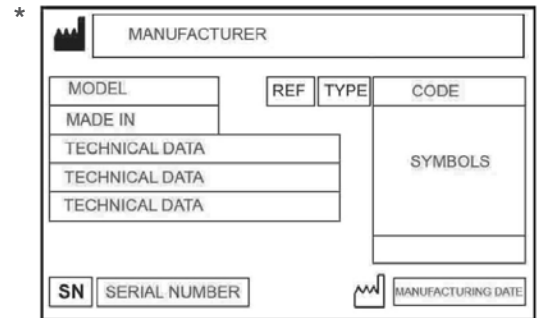 *
MANUFACTURER
MODEL REF TYPE CODE
MADE IN
TECHNICAL DATA
SYMBOLS
TECHNICAL DATA
TECHNICAL DATA
SN SERIAL NUMBER MANUFACTURING DATE